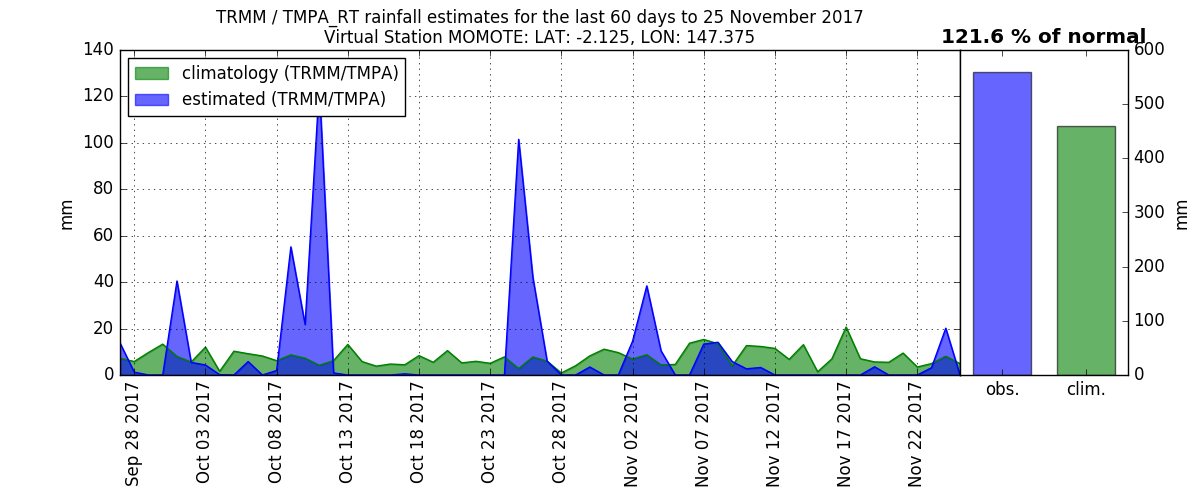 TRMM / TMPA_RT rainfall estimates for the last 60 days to 25 November 2017
Virtual Station MOMOTE: LAT: -2.125, LON: 147.375
121.6 % of normal
climatology (TRMM/TMPA)
estimated (TRMM/TMPA)
mm
140
120
100
80
60
40
20
0
Sep 28 2017
Oct 03 2017
Oct 08 2017
Oct 13 2017
Oct 18 2017
Oct 23 2017
Oct 28 2017
Nov 02 2017
Nov 07 2017
Nov 12 2017
Nov 17 2017
Nov 22 2017
obs.
clim.
600
500
400
300
200
100
0
mm